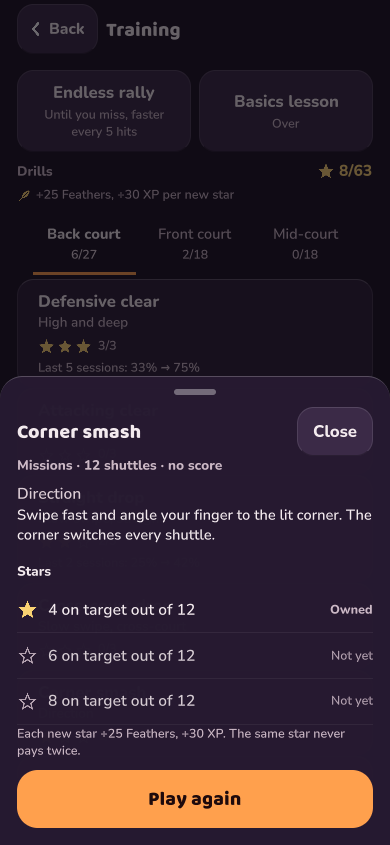 Back
Training
Endless rally
Until you miss, faster
every 5 hits
Basics lesson
Over
Drills
8/63
+25 Feathers, +30 XP per new star
Back court
6/27
Front court
2/18
Mid-court
0/18
Defensive clear
High and deep
3/3
Last 5 sessions: 33% → 75%
Corner smash
Close
Missions · 12 shuttles · no score
Direction
Swipe fast and angle your finger to the lit corner. The
corner switches every shuttle.
Stars
4 on target out of 12
Owned
6 on target out of 12
Not yet
8 on target out of 12
Not yet
Each new star +25 Feathers, +30 XP. The same star never
pays twice.
Play again